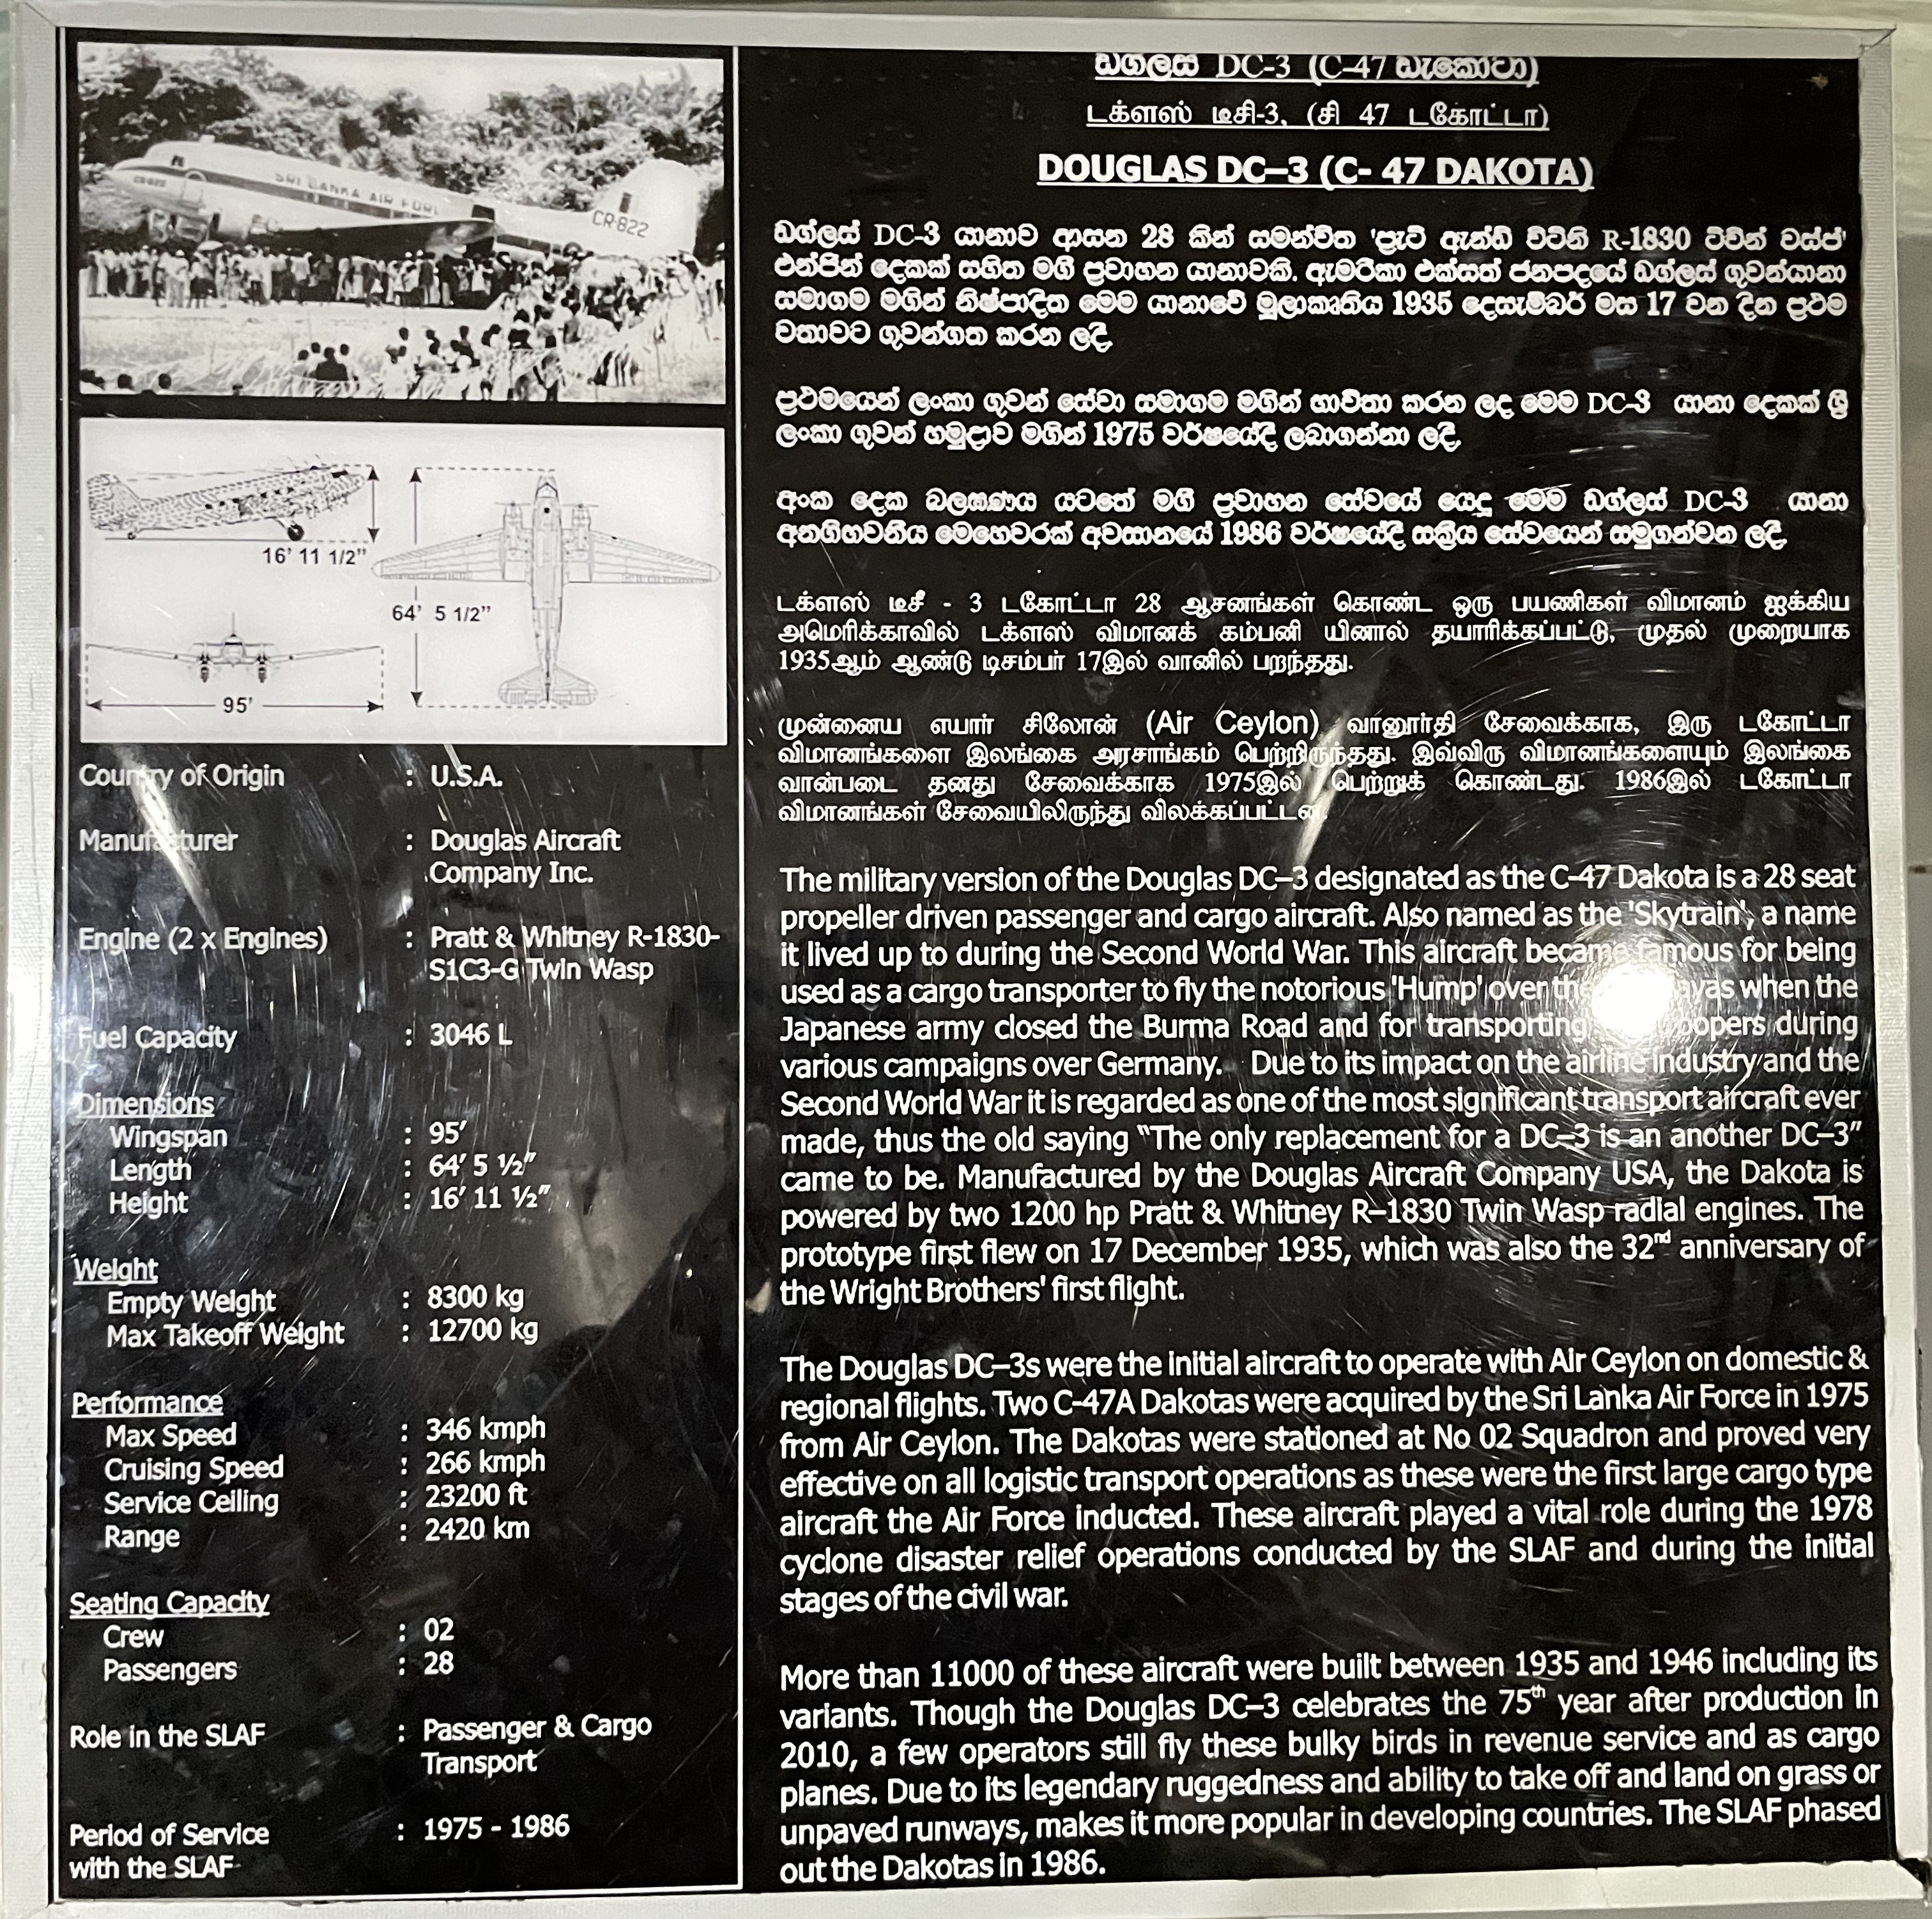 SRI LANKA AIR FORCE
CR-822
16' 11 1/2"
64' 5 1/2"
95'
Country of Origin : U.S.A.
Manufacturer : Douglas Aircraft
Company Inc.
Engine (2 x Engines) : Pratt & Whitney R-1830-
S1C3-G Twin Wasp
Fuel Capacity : 3046 L
Dimensions
Wingspan : 95′
Length : 64′ 5 ½″
Height : 16′ 11 ½″
Weight
Empty Weight : 8300 kg
Max Takeoff Weight : 12700 kg
Performance
Max Speed : 346 kmph
Cruising Speed : 266 kmph
Service Ceiling : 23200 ft
Range : 2420 km
Seating Capacity
Crew : 02
Passengers : 28
Role in the SLAF : Passenger & Cargo
Transport
Period of Service : 1975 - 1986
with the SLAF
ඩග්ලස් DC-3 (C-47 ඩැකෝටා)
டக்ளஸ் டீசி-3, (சி 47 டகோட்டா)
DOUGLAS DC–3 (C- 47 DAKOTA)
ඩග්ලස් DC-3 යානාව ආසන 28 කින් සමන්විත 'ප්‍රැට් ඇන්ඩ් විට්නි R-1830 ට්වින් වස්ප්'
එන්ජින් දෙකක් සහිත මගී ප්‍රවාහන යානාවකි. ඇමරිකා එක්සත් ජනපදයේ ඩග්ලස් ගුවන්යානා
සමාගම මගින් නිෂ්පාදිත මෙම යානාවේ මූලාකෘතිය 1935 දෙසැම්බර් මස 17 වන දින ප්‍රථම
වතාවට ගුවන්ගත කරන ලදී.
ප්‍රථමයෙන් ලංකා ගුවන් සේවා සමාගම මගින් භාවිතා කරන ලද මෙම DC-3 යානා දෙකක් ශ්‍රී
ලංකා ගුවන් හමුදාව මගින් 1975 වර්ෂයේදී ලබාගන්නා ලදී.
අංක දෙක බලඝණය යටතේ මගී ප්‍රවාහන සේවයේ යෙදූ මෙම ඩග්ලස් DC-3 යානා
අනගිභවනීය මෙහෙවරක් අවසානයේ 1986 වර්ෂයේදී සක්‍රීය සේවයෙන් සමුගන්වන ලදී.
டக்ளஸ் டீசீ - 3 டகோட்டா 28 ஆசனங்கள் கொண்ட ஒரு பயணிகள் விமானம் ஐக்கிய
அமெரிக்காவில் டக்ளஸ் விமானக் கம்பனி யினால் தயாரிக்கப்பட்டு, முதல் முறையாக
1935ஆம் ஆண்டு டிசம்பர் 17இல் வானில் பறந்தது.
முன்னைய எயார் சிலோன் (Air Ceylon) வானூர்தி சேவைக்காக, இரு டகோட்டா
விமானங்களை இலங்கை அரசாங்கம் பெற்றிருந்தது. இவ்விரு விமானங்களையும் இலங்கை
வான்படை தனது சேவைக்காக 1975இல் பெற்றுக் கொண்டது. 1986இல் டகோட்டா
விமானங்கள் சேவையிலிருந்து விலக்கப்பட்டன.
The military version of the Douglas DC–3 designated as the C-47 Dakota is a 28 seat
propeller driven passenger and cargo aircraft. Also named as the 'Skytrain', a name
it lived up to during the Second World War. This aircraft became famous for being
used as a cargo transporter to fly the notorious 'Hump' over when the
Japanese army closed the Burma Road and for transporting during
various campaigns over Germany. Due to its impact on the airline industry and the
Second World War it is regarded as one of the most significant transport aircraft ever
made, thus the old saying “The only replacement for a DC–3 is an another DC–3”
came to be. Manufactured by the Douglas Aircraft Company USA, the Dakota is
powered by two 1200 hp Pratt & Whitney R–1830 Twin Wasp radial engines. The
prototype first flew on 17 December 1935, which was also the 32nd anniversary of
the Wright Brothers' first flight.
The Douglas DC–3s were the initial aircraft to operate with Air Ceylon on domestic &
regional flights. Two C-47A Dakotas were acquired by the Sri Lanka Air Force in 1975
from Air Ceylon. The Dakotas were stationed at No 02 Squadron and proved very
effective on all logistic transport operations as these were the first large cargo type
aircraft the Air Force inducted. These aircraft played a vital role during the 1978
cyclone disaster relief operations conducted by the SLAF and during the initial
stages of the civil war.
More than 11000 of these aircraft were built between 1935 and 1946 including its
variants. Though the Douglas DC–3 celebrates the 75th year after production in
2010, a few operators still fly these bulky birds in revenue service and as cargo
planes. Due to its legendary ruggedness and ability to take off and land on grass or
unpaved runways, makes it more popular in developing countries. The SLAF phased
out the Dakotas in 1986.